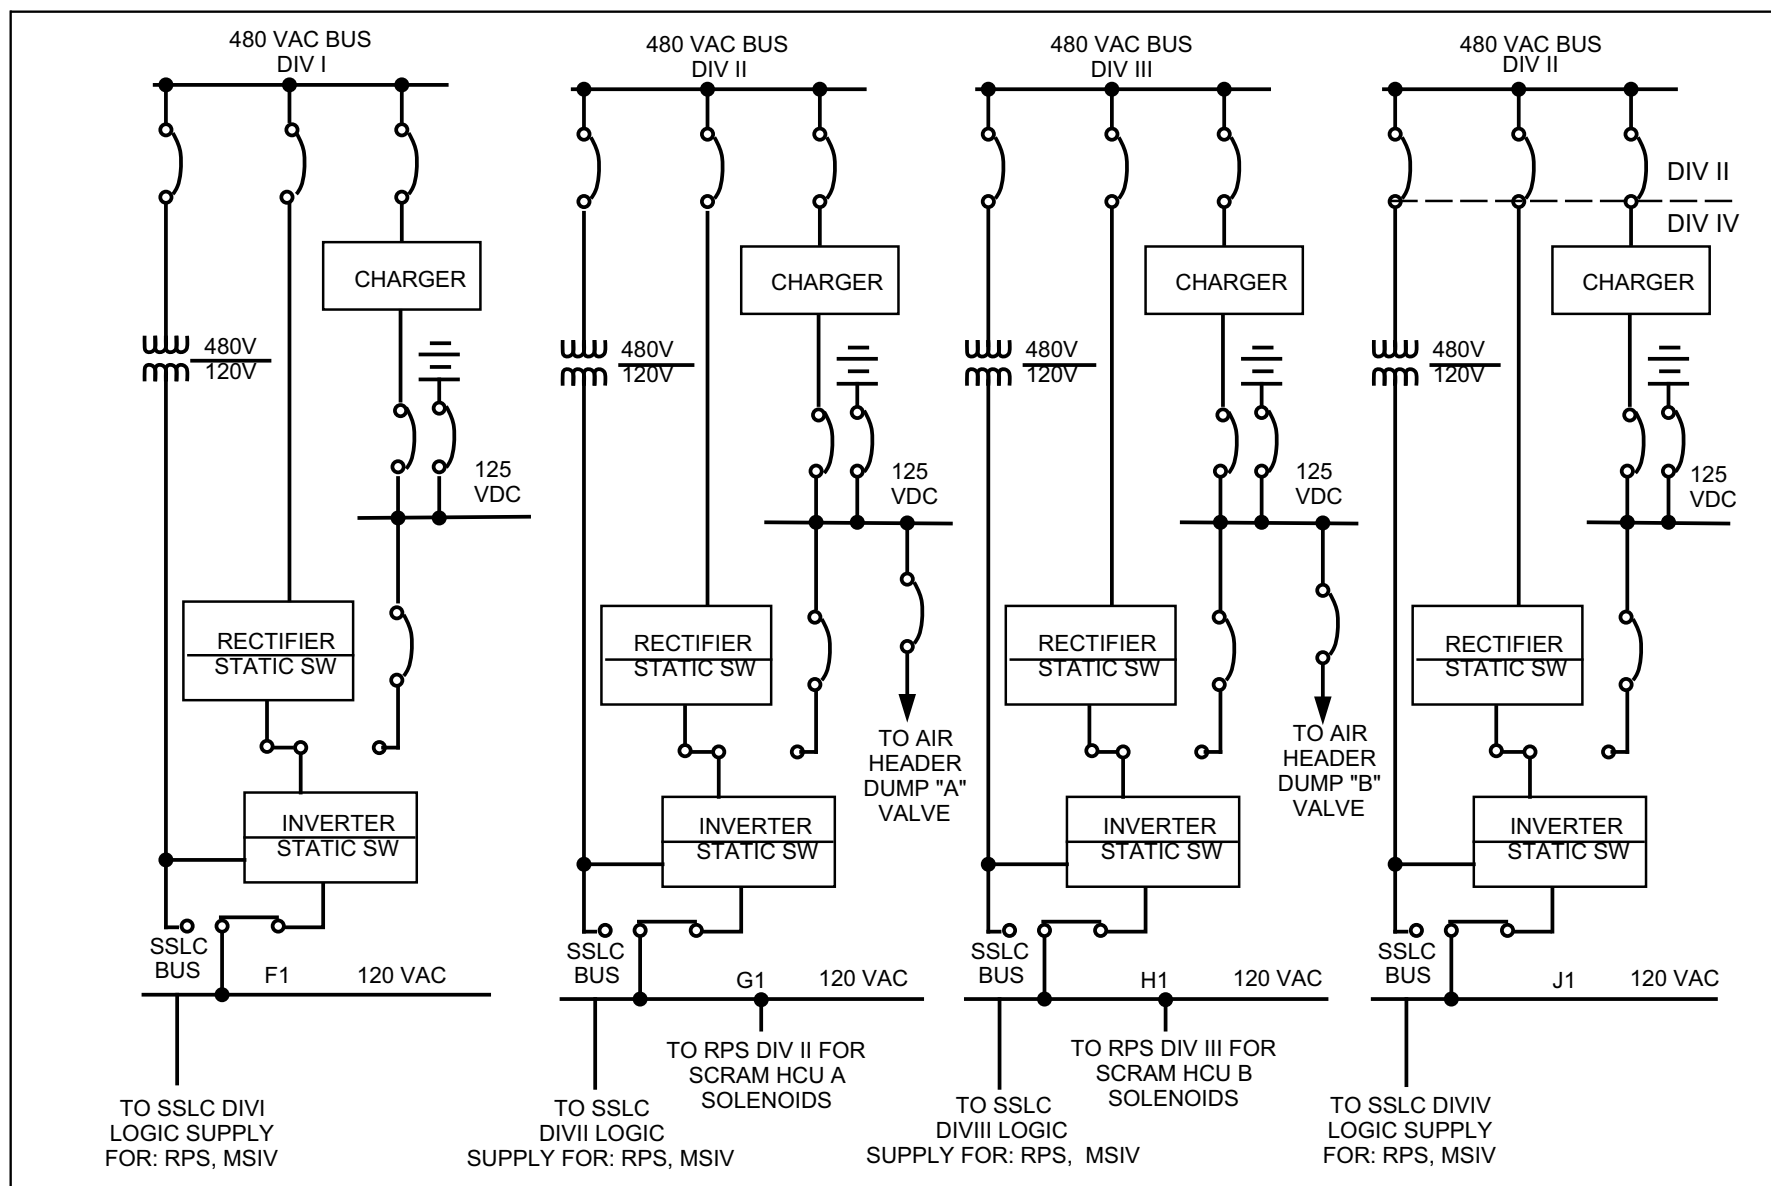 480 VAC BUS
DIV I
CHARGER
480V
120V
125
VDC
RECTIFIER
STATIC SW
INVERTER
STATIC SW
SSLC
BUS
F1
120 VAC
TO SSLC DIVI
LOGIC SUPPLY
FOR: RPS, MSIV
480 VAC BUS
DIV II
CHARGER
480V
120V
125
VDC
RECTIFIER
STATIC SW
TO AIR
HEADER
DUMP "A"
VALVE
INVERTER
STATIC SW
SSLC
BUS
G1
120 VAC
TO RPS DIV II FOR
SCRAM HCU A
SOLENOIDS
TO SSLC
DIVII LOGIC
SUPPLY FOR: RPS, MSIV
480 VAC BUS
DIV III
CHARGER
480V
120V
125
VDC
RECTIFIER
STATIC SW
TO AIR
HEADER
DUMP "B"
VALVE
INVERTER
STATIC SW
SSLC
BUS
H1
120 VAC
TO RPS DIV III FOR
SCRAM HCU B
SOLENOIDS
TO SSLC
DIVIII LOGIC
SUPPLY FOR: RPS, MSIV
480 VAC BUS
DIV II
DIV II
DIV IV
CHARGER
480V
120V
125
VDC
RECTIFIER
STATIC SW
INVERTER
STATIC SW
SSLC
BUS
J1
120 VAC
TO SSLC DIVIV
LOGIC SUPPLY
FOR: RPS, MSIV